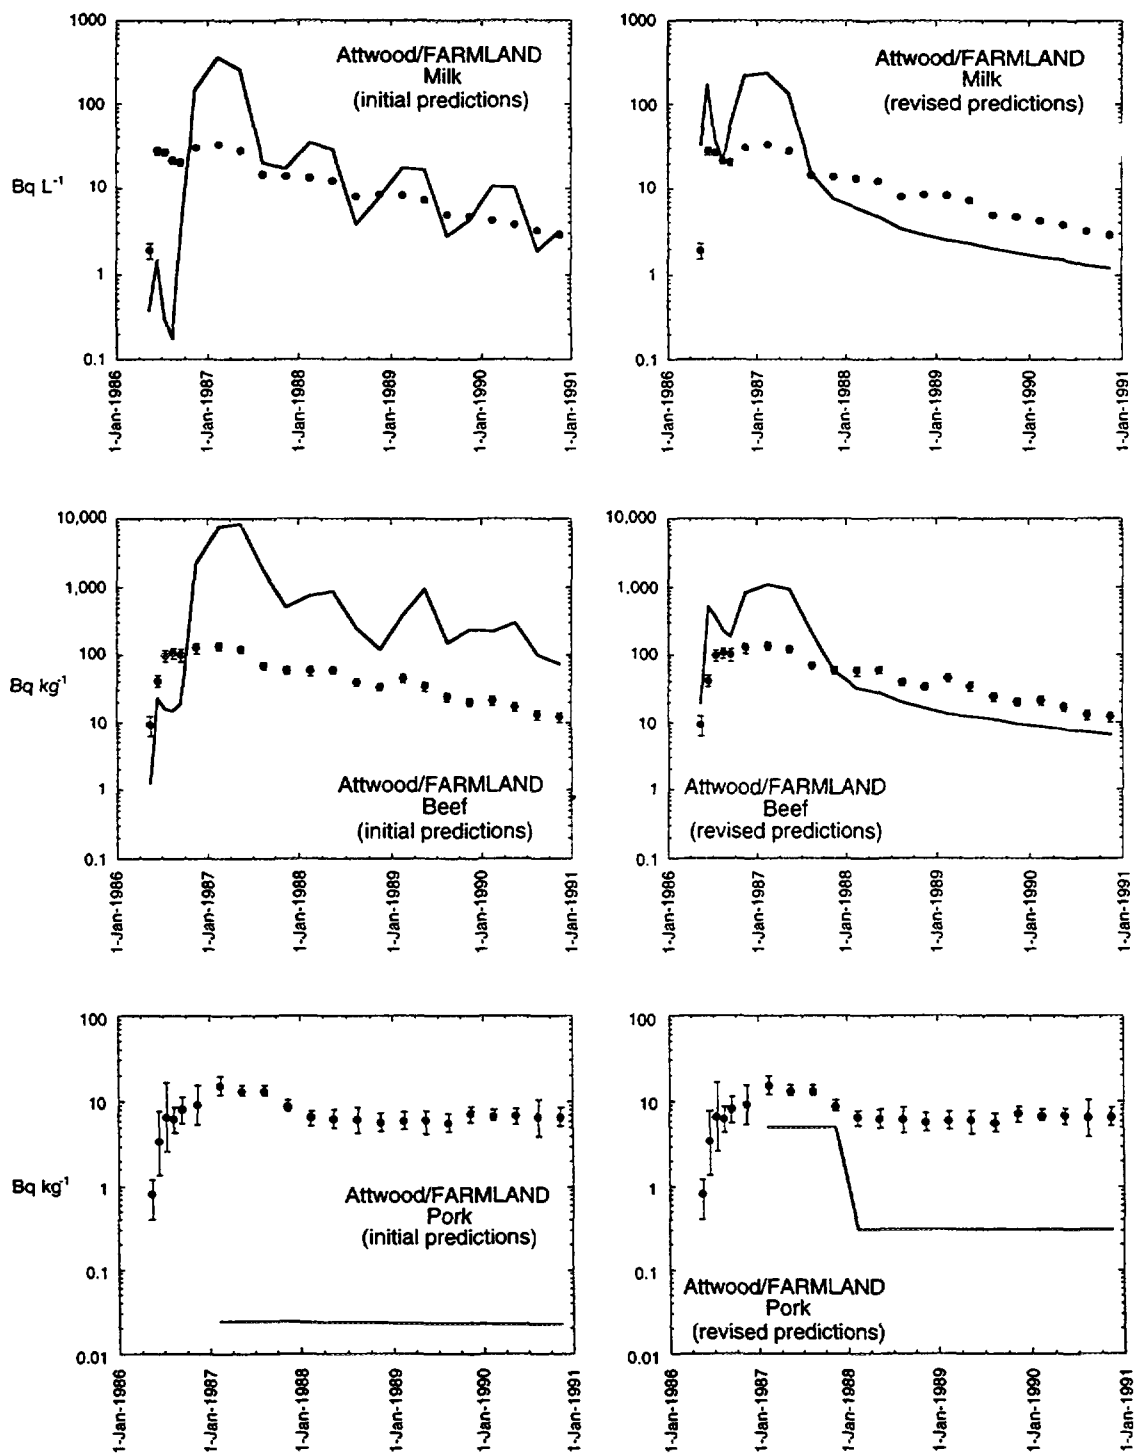 1000
100
10
1
0.1
Bq L⁻¹
Attwood/FARMLAND
Milk
(initial predictions)
1-Jan-1986
1-Jan-1987
1-Jan-1988
1-Jan-1989
1-Jan-1990
1-Jan-1991
1000
100
10
1
0.1
Attwood/FARMLAND
Milk
(revised predictions)
1-Jan-1986
1-Jan-1987
1-Jan-1988
1-Jan-1989
1-Jan-1990
1-Jan-1991
10,000
1,000
100
10
1
0.1
Bq kg⁻¹
Attwood/FARMLAND
Beef
(initial predictions)
1-Jan-1986
1-Jan-1987
1-Jan-1988
1-Jan-1989
1-Jan-1990
1-Jan-1991
10.000
1.000
100
10
1
0.1
Attwood/FARMLAND
Beef
(revised predictions)
1-Jan-1986
1-Jan-1987
1-Jan-1988
1-Jan-1989
1-Jan-1990
1-Jan-1991
100
10
1
0.1
0.01
Bq kg⁻¹
Attwood/FARMLAND
Pork
(initial predictions)
1-Jan-1986
1-Jan-1987
1-Jan-1988
1-Jan-1989
1-Jan-1990
1-Jan-1991
100
10
1
0.1
0.01
Attwood/FARMLAND
Pork
(revised predictions)
1-Jan-1986
1-Jan-1987
1-Jan-1988
1-Jan-1989
1-Jan-1990
1-Jan-1991